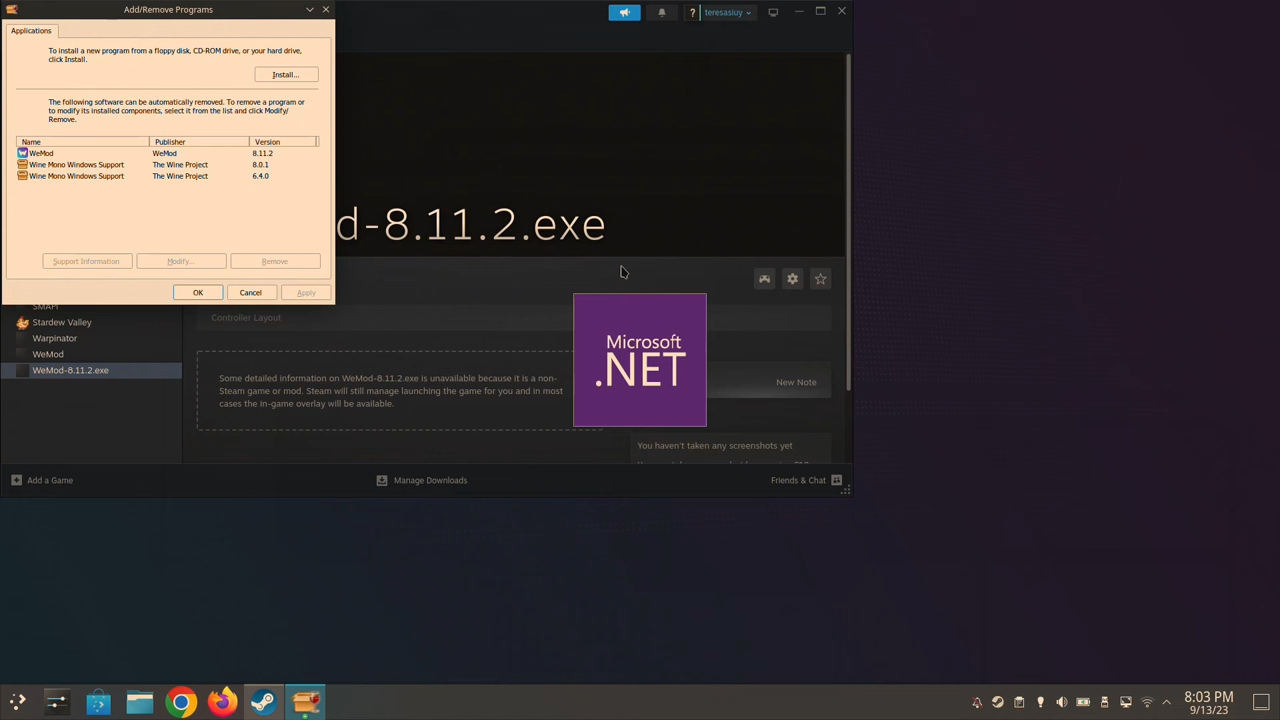 Add/Remove Programs
teresasiuy
Applications
To install a new program from a floppy disk, CD-ROM drive, or your hard drive,
click Install.
Install...
The following software can be automatically removed. To remove a program or
to modify its installed components, select it from the list and click Modify/
Remove.
Name Publisher Version
WeMod WeMod 8.11.2
Wine Mono Windows Support The Wine Project 8.0.1
Wine Mono Windows Support The Wine Project 6.4.0
d-8.11.2.exe
Support Information Modify... Remove
OK Cancel Apply
SMAPI
Stardew Valley
Warpinator
WeMod
WeMod-8.11.2.exe
Controller Layout
Some detailed information on WeMod-8.11.2.exe is unavailable because it is a non-
Steam game or mod. Steam will still manage launching the game for you and in most
cases the in-game overlay will be available.
Microsoft
.NET
New Note
You haven't taken any screenshots yet
Add a Game
Manage Downloads
Friends & Chat
8:03 PM
9/13/23